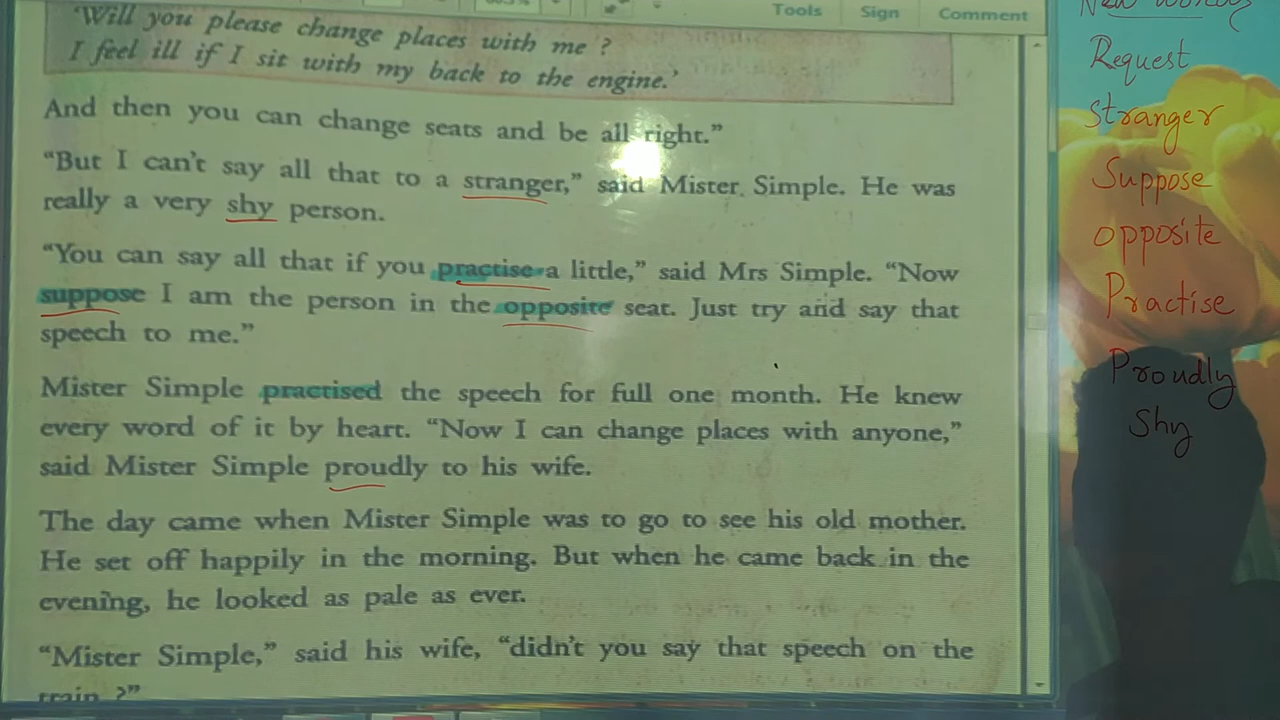 Tools Sign Comment
'Will you please change places with me ?
I feel ill if I sit with my back to the engine.'
And then you can change seats and be all right."
"But I can't say all that to a stranger," said Mister Simple. He was
really a very shy person.
"You can say all that if you practise a little," said Mrs Simple. "Now
suppose I am the person in the opposite seat. Just try and say that
speech to me."
Mister Simple practised the speech for full one month. He knew
every word of it by heart. "Now I can change places with anyone,"
said Mister Simple proudly to his wife.
The day came when Mister Simple was to go to see his old mother.
He set off happily in the morning. But when he came back in the
evening, he looked as pale as ever.
"Mister Simple," said his wife, "didn't you say that speech on the
train ?"
New Words
Request
Stranger
Suppose
opposite
Practise
Proudly
Shy